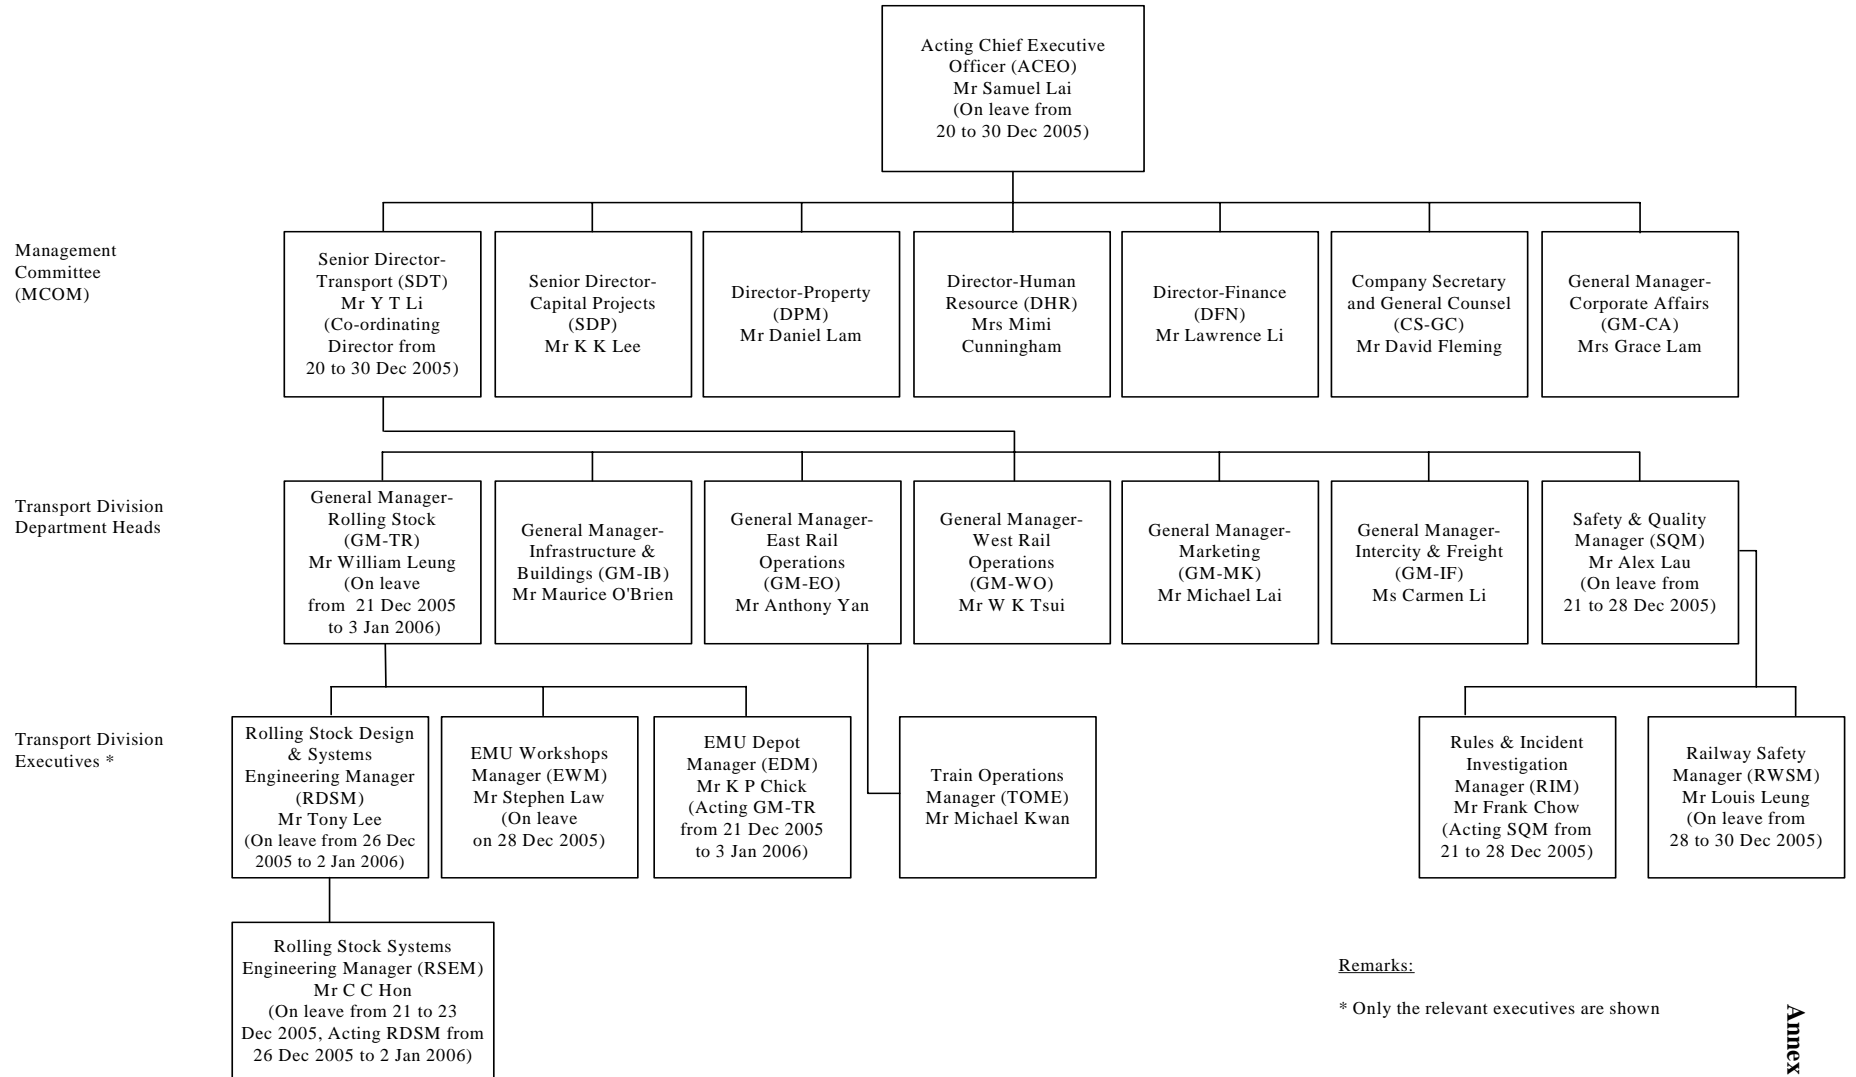 Acting Chief Executive
Officer (ACEO)
Mr Samuel Lai
(On leave from
20 to 30 Dec 2005)
Management
Committee
(MCOM)
Senior Director-
Transport (SDT)
Mr Y T Li
(Co-ordinating
Director from
20 to 30 Dec 2005)
Senior Director-
Capital Projects
(SDP)
Mr K K Lee
Director-Property
(DPM)
Mr Daniel Lam
Director-Human
Resource (DHR)
Mrs Mimi
Cunningham
Director-Finance
(DFN)
Mr Lawrence Li
Company Secretary
and General Counsel
(CS-GC)
Mr David Fleming
General Manager-
Corporate Affairs
(GM-CA)
Mrs Grace Lam
Transport Division
Department Heads
General Manager-
Rolling Stock
(GM-TR)
Mr William Leung
(On leave
from 21 Dec 2005
to 3 Jan 2006)
General Manager-
Infrastructure &
Buildings (GM-IB)
Mr Maurice O'Brien
General Manager-
East Rail
Operations
(GM-EO)
Mr Anthony Yan
General Manager-
West Rail
Operations
(GM-WO)
Mr W K Tsui
General Manager-
Marketing
(GM-MK)
Mr Michael Lai
General Manager-
Intercity & Freight
(GM-IF)
Ms Carmen Li
Safety & Quality
Manager (SQM)
Mr Alex Lau
(On leave from
21 to 28 Dec 2005)
Transport Division
Executives *
Rolling Stock Design
& Systems
Engineering Manager
(RDSM)
Mr Tony Lee
(On leave from 26 Dec
2005 to 2 Jan 2006)
EMU Workshops
Manager (EWM)
Mr Stephen Law
(On leave
on 28 Dec 2005)
EMU Depot
Manager (EDM)
Mr K P Chick
(Acting GM-TR
from 21 Dec 2005
to 3 Jan 2006)
Train Operations
Manager (TOME)
Mr Michael Kwan
Rules & Incident
Investigation
Manager (RIM)
Mr Frank Chow
(Acting SQM from
21 to 28 Dec 2005)
Railway Safety
Manager (RWSM)
Mr Louis Leung
(On leave from
28 to 30 Dec 2005)
Rolling Stock Systems
Engineering Manager (RSEM)
Mr C C Hon
(On leave from 21 to 23
Dec 2005, Acting RDSM from
26 Dec 2005 to 2 Jan 2006)
Remarks:
* Only the relevant executives are shown
Annex